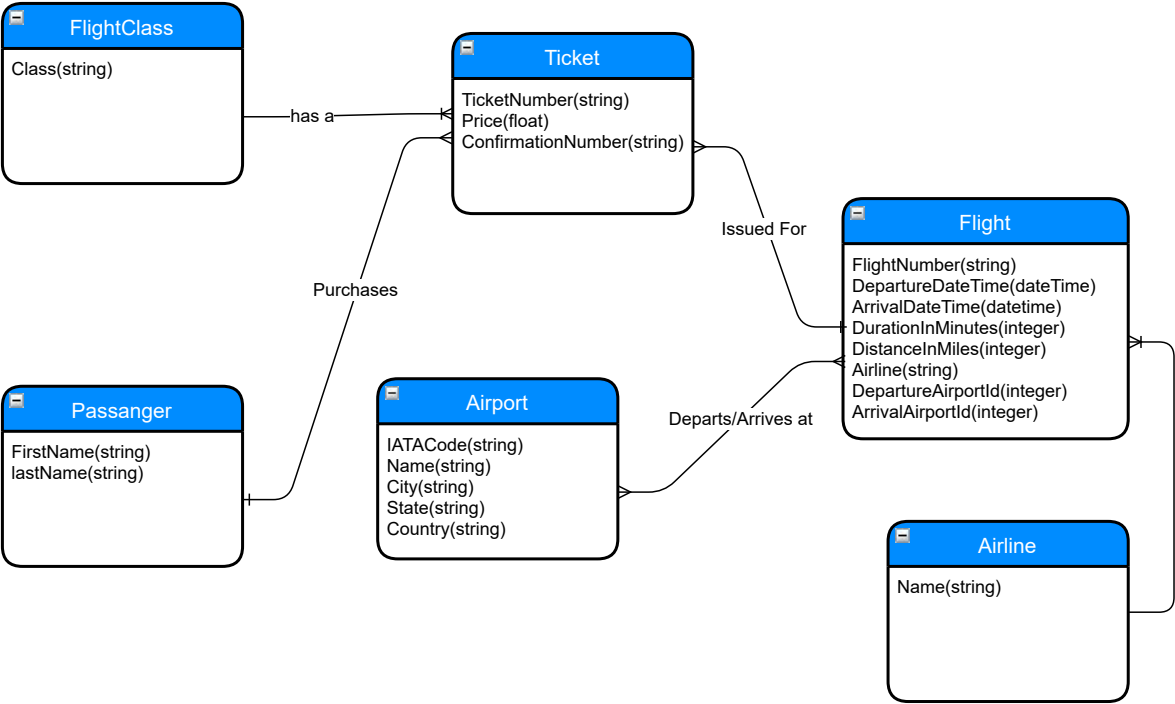 FlightClass
Class(string)
has a
Ticket
TicketNumber(string)
Price(float)
ConfirmationNumber(string)
Issued For
Purchases
Flight
FlightNumber(string)
DepartureDateTime(dateTime)
ArrivalDateTime(datetime)
DurationInMinutes(integer)
DistanceInMiles(integer)
Airline(string)
DepartureAirportId(integer)
ArrivalAirportId(integer)
Passanger
FirstName(string)
lastName(string)
Airport
IATACode(string)
Name(string)
City(string)
State(string)
Country(string)
Departs/Arrives at
Airline
Name(string)